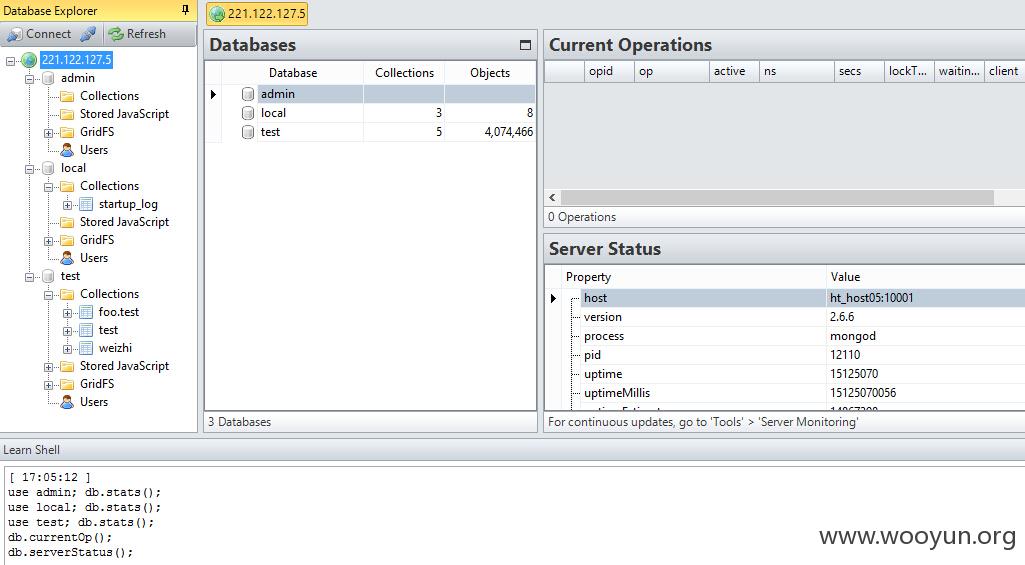 Database Explorer
Connect
Refresh
221.122.127.5
admin
Collections
Stored JavaScript
GridFS
Users
local
Collections
startup_log
Stored JavaScript
GridFS
Users
test
Collections
foo.test
test
weizhi
Stored JavaScript
GridFS
Users
221.122.127.5
Databases
Database Collections Objects
admin
local 3 8
test 5 4,074,466
3 Databases
Current Operations
opid op active ns secs lockT... waitin... client
0 Operations
Server Status
Property Value
host ht_host05:10001
version 2.6.6
process mongod
pid 12110
uptime 15125070
uptimeMillis 15125070056
For continuous updates, go to 'Tools' > 'Server Monitoring'
Learn Shell
[ 17:05:12 ]
use admin; db.stats();
use local; db.stats();
use test; db.stats();
db.currentOp();
db.serverStatus();
www.wooyun.org